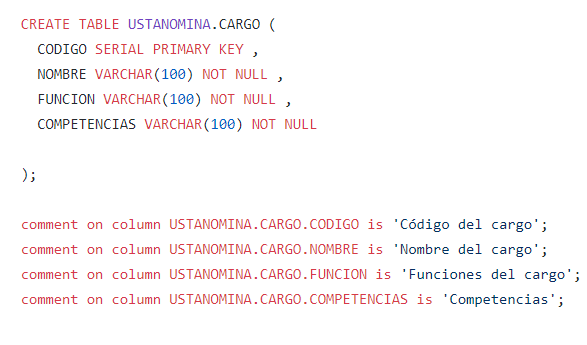 CREATE TABLE USTANOMINA.CARGO (
CODIGO SERIAL PRIMARY KEY ,
NOMBRE VARCHAR(100) NOT NULL ,
FUNCION VARCHAR(100) NOT NULL ,
COMPETENCIAS VARCHAR(100) NOT NULL
);
comment on column USTANOMINA.CARGO.CODIGO is 'Código del cargo';
comment on column USTANOMINA.CARGO.NOMBRE is 'Nombre del cargo';
comment on column USTANOMINA.CARGO.FUNCION is 'Funciones del cargo';
comment on column USTANOMINA.CARGO.COMPETENCIAS is 'Competencias';